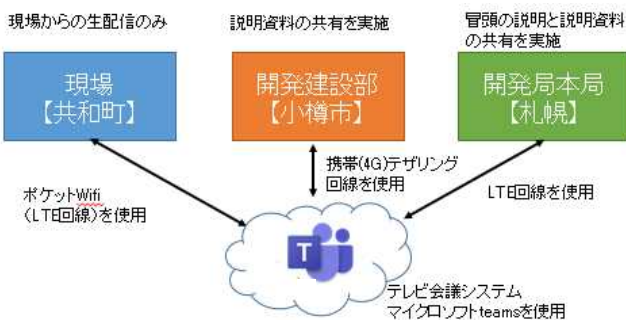 現場からの生配信のみ
説明資料の共有を実施
冒頭の説明と説明資料
の共有を実施
現場
【共和町】
開発建設部
【小樽市】
開発局本局
【札幌】
ポケットWifi
(LTE回線)を使用
携帯(4G)テザリング
回線を使用
LTE回線を使用
T
テレビ会議システム
マイクロソフトteamsを使用